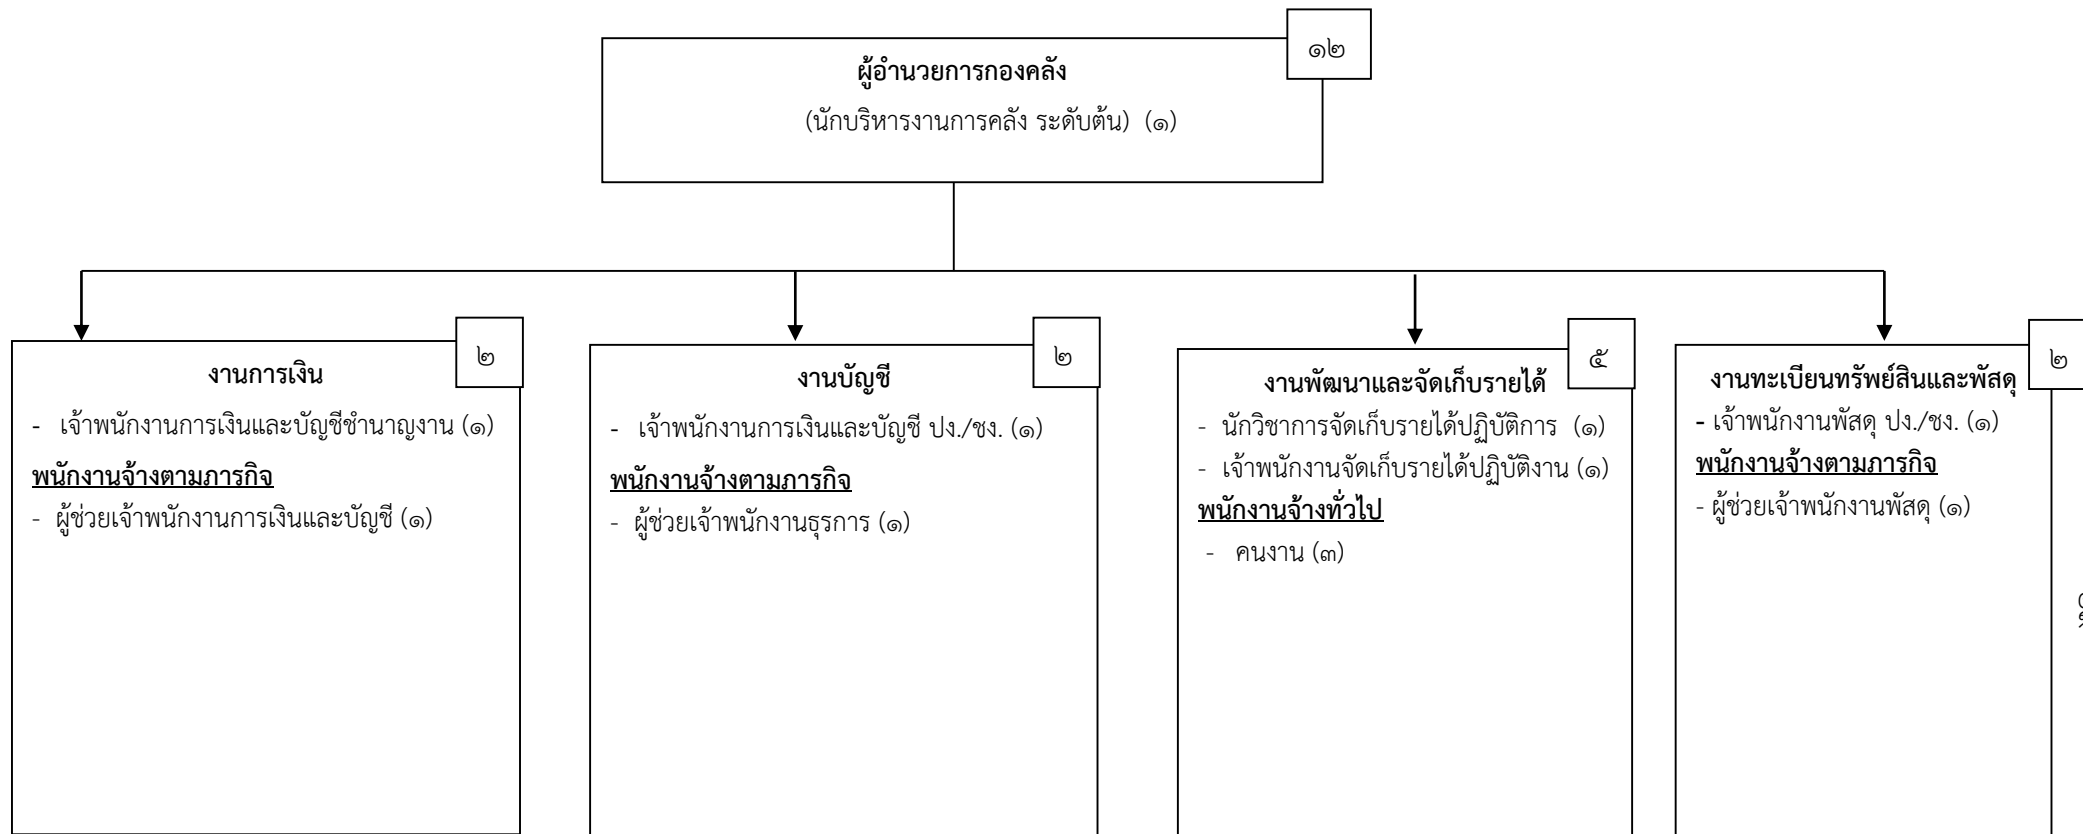 ๑๒
ผู้อำนวยการกองคลัง
(นักบริหารงานการคลัง ระดับต้น) (๑)
๒
งานการเงิน
- เจ้าพนักงานการเงินและบัญชีชำนาญงาน (๑)
พนักงานจ้างตามภารกิจ
- ผู้ช่วยเจ้าพนักงานการเงินและบัญชี (๑)
๒
งานบัญชี
- เจ้าพนักงานการเงินและบัญชี ปง./ชง. (๑)
พนักงานจ้างตามภารกิจ
- ผู้ช่วยเจ้าพนักงานธุรการ (๑)
๕
งานพัฒนาและจัดเก็บรายได้
- นักวิชาการจัดเก็บรายได้ปฏิบัติการ (๑)
- เจ้าพนักงานจัดเก็บรายได้ปฏิบัติงาน (๑)
พนักงานจ้างทั่วไป
- คนงาน (๓)
๒
งานทะเบียนทรัพย์สินและพัสดุ
- เจ้าพนักงานพัสดุ ปง./ชง. (๑)
พนักงานจ้างตามภารกิจ
- ผู้ช่วยเจ้าพนักงานพัสดุ (๑)